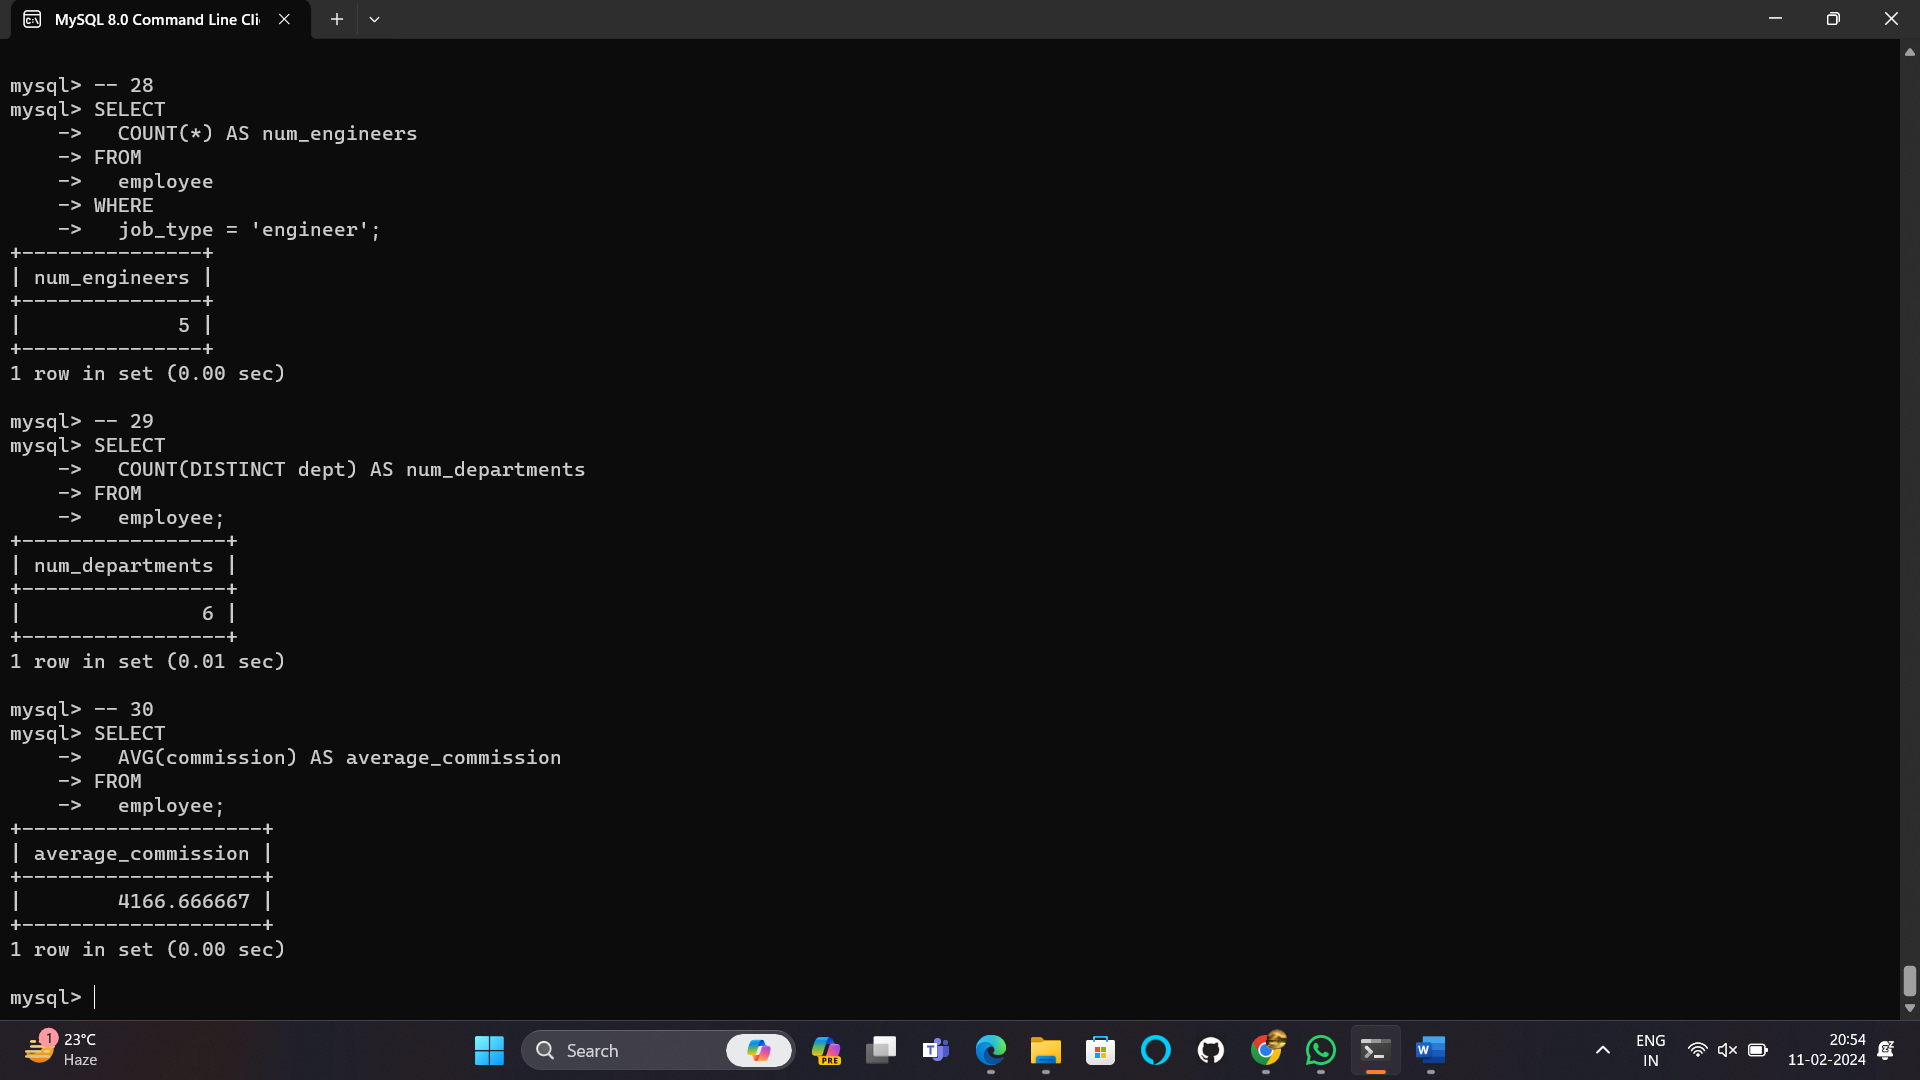 MySQL 8.0 Command Line Cli
mysql> -- 28
mysql> SELECT
    ->   COUNT(*) AS num_engineers
    -> FROM
    ->   employee
    -> WHERE
    ->   job_type = 'engineer';
+---------------+
| num_engineers |
+---------------+
|             5 |
+---------------+
1 row in set (0.00 sec)
mysql> -- 29
mysql> SELECT
    ->   COUNT(DISTINCT dept) AS num_departments
    -> FROM
    ->   employee;
+-----------------+
| num_departments |
+-----------------+
|               6 |
+-----------------+
1 row in set (0.01 sec)
mysql> -- 30
mysql> SELECT
    ->   AVG(commission) AS average_commission
    -> FROM
    ->   employee;
+--------------------+
| average_commission |
+--------------------+
|        4166.666667 |
+--------------------+
1 row in set (0.00 sec)
mysql>
1
23°C
Haze
Search
PRE
ENG
IN
20:54
11-02-2024